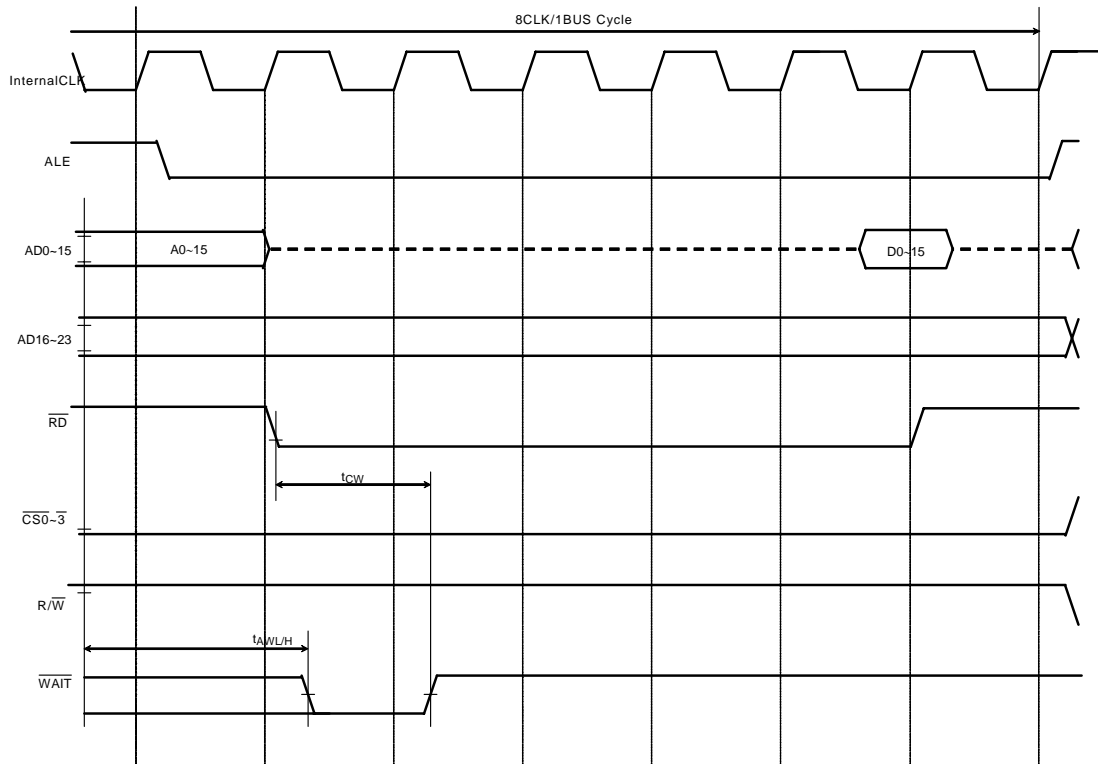 8CLK/1BUS Cycle
InternalCLK
ALE
AD0~15
A0~15
D0~15
AD16~23
RD
tCW
CS0~3
R/W
tAWL/H
WAIT